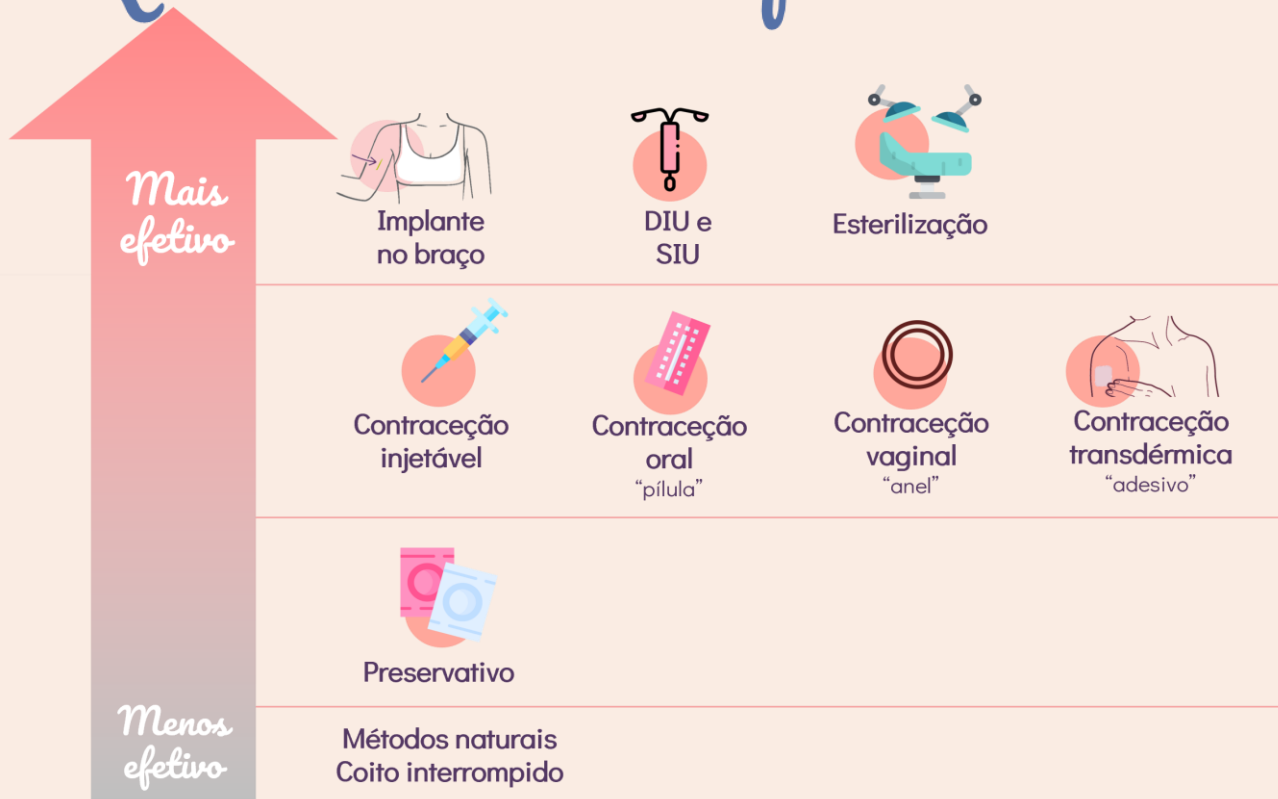 Mais
efetivo
Implante
no braço
DIU e
SIU
Esterilização
Contraceção
injetável
Contraceção
oral
“pílula”
Contraceção
vaginal
“anel”
Contraceção
transdérmica
“adesivo”
Preservativo
Menos
efetivo
Métodos naturais
Coito interrompido